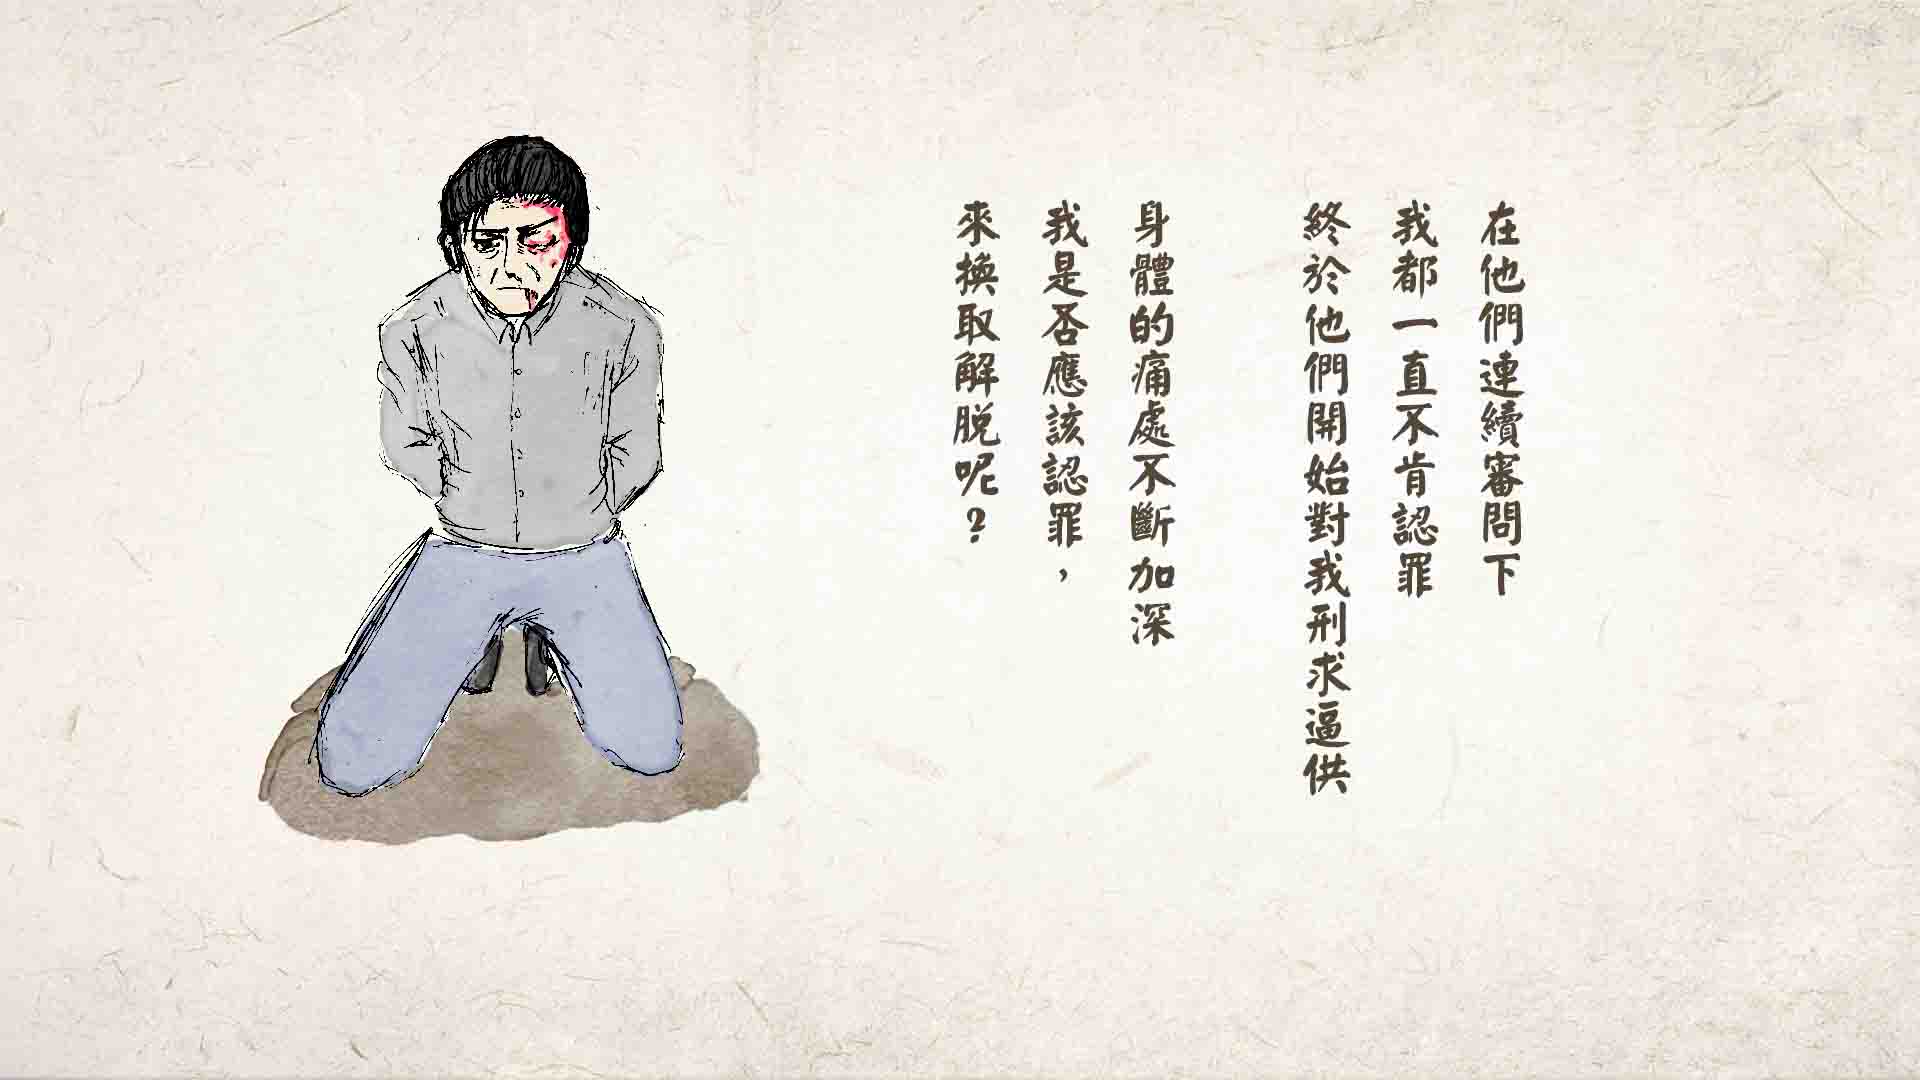 在他們連續審問下
我都一直不肯認罪
終於他們開始對我刑求逼供
身體的痛處不斷加深
我是否應該認罪，
來換取解脫呢？